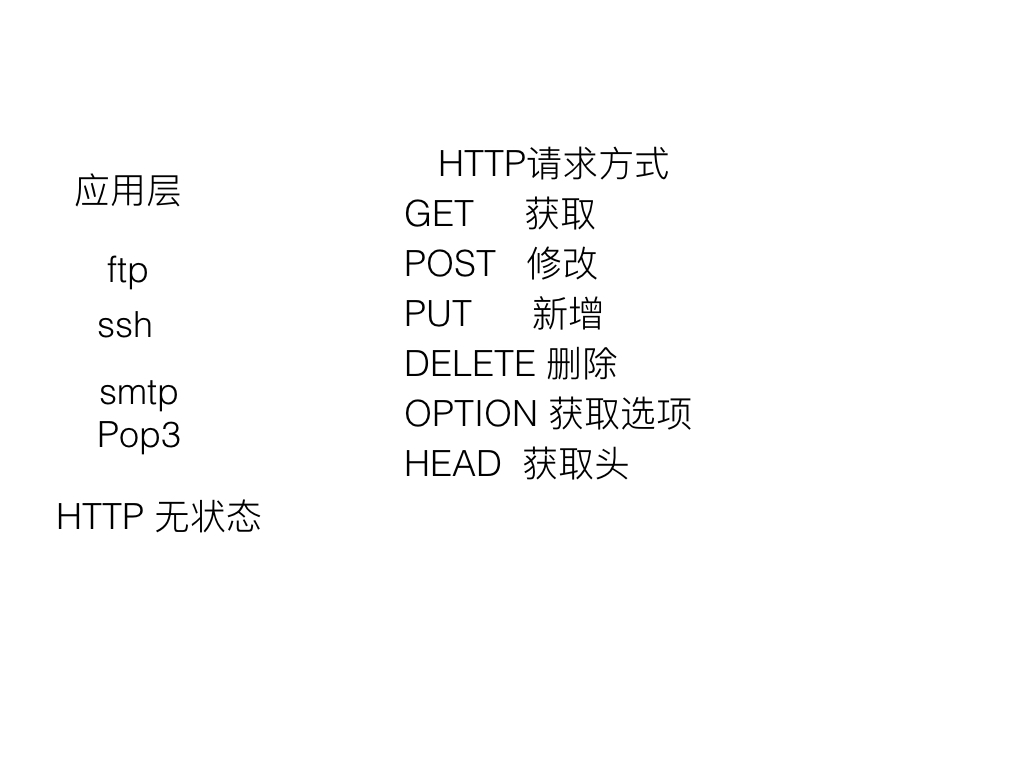 应用层
ftp
ssh
smtp
Pop3
HTTP 无状态
HTTP请求方式
GET 获取
POST 修改
PUT 新增
DELETE 删除
OPTION 获取选项
HEAD 获取头